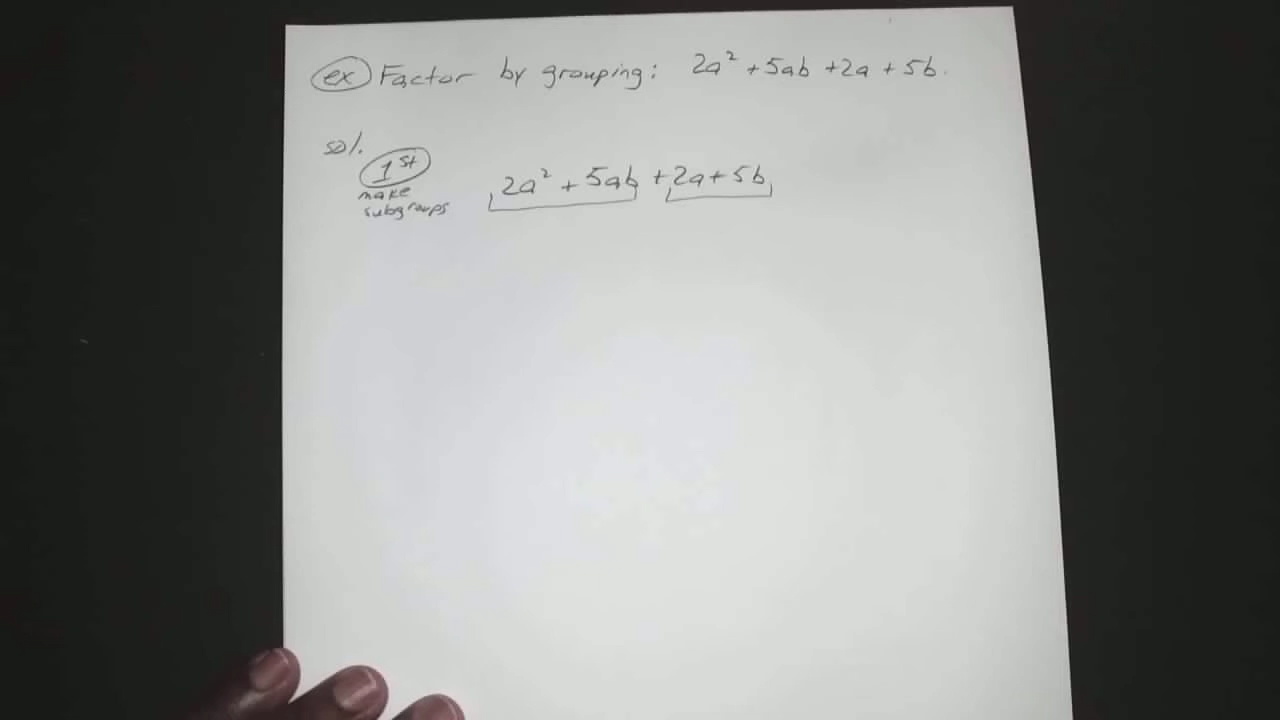 ex Factor by grouping: 2a² + 5ab + 2a + 5b.
sol.
1st 2a² + 5ab + 2a + 5b
make
subgroups